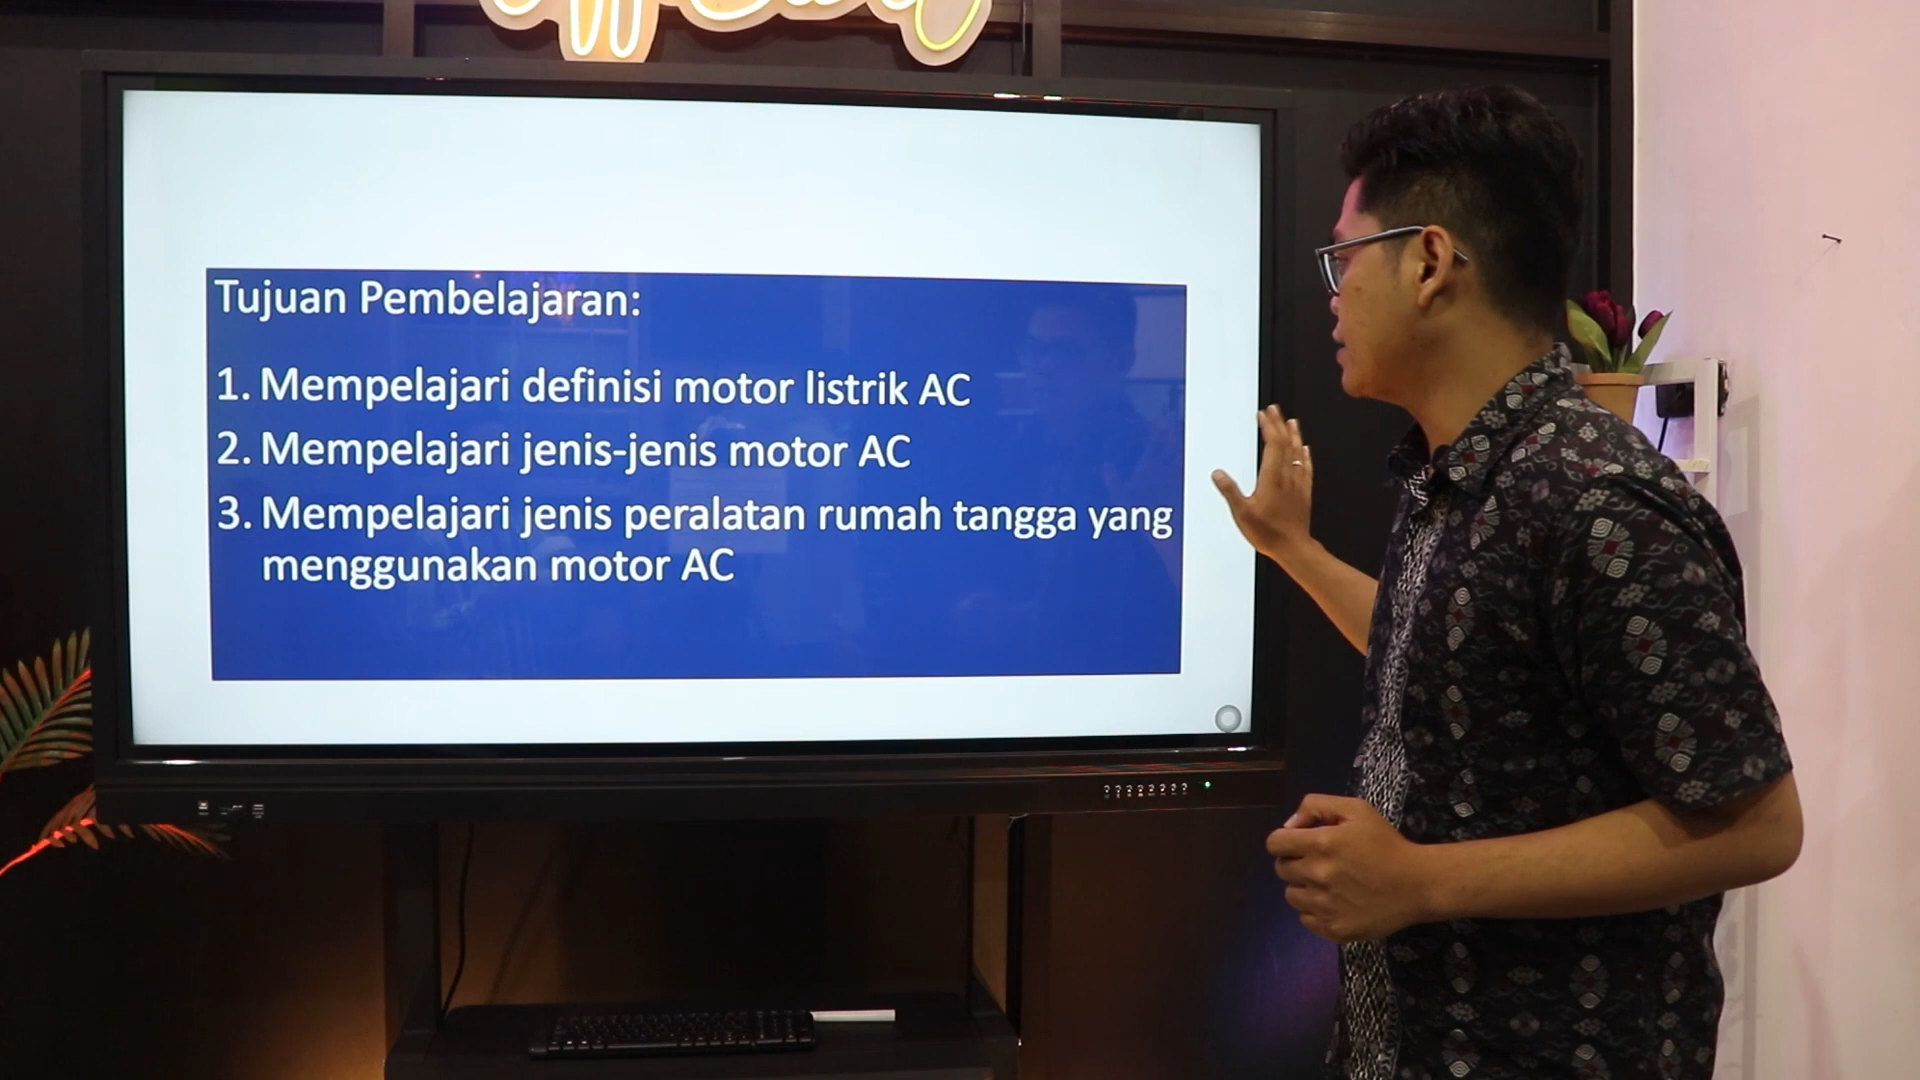 Tujuan Pembelajaran:
1. Mempelajari definisi motor listrik AC
2. Mempelajari jenis-jenis motor AC
3. Mempelajari jenis peralatan rumah tangga yang
menggunakan motor AC